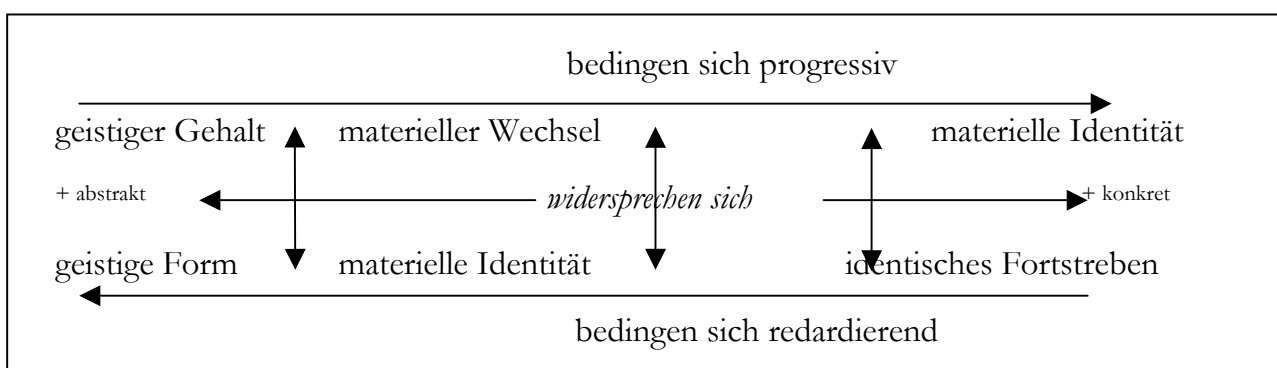 bedingen sich progressiv
geistiger Gehalt materieller Wechsel materielle Identität
+ abstrakt widersprechen sich + konkret
geistige Form materielle Identität identisches Fortstreben
bedingen sich redardierend